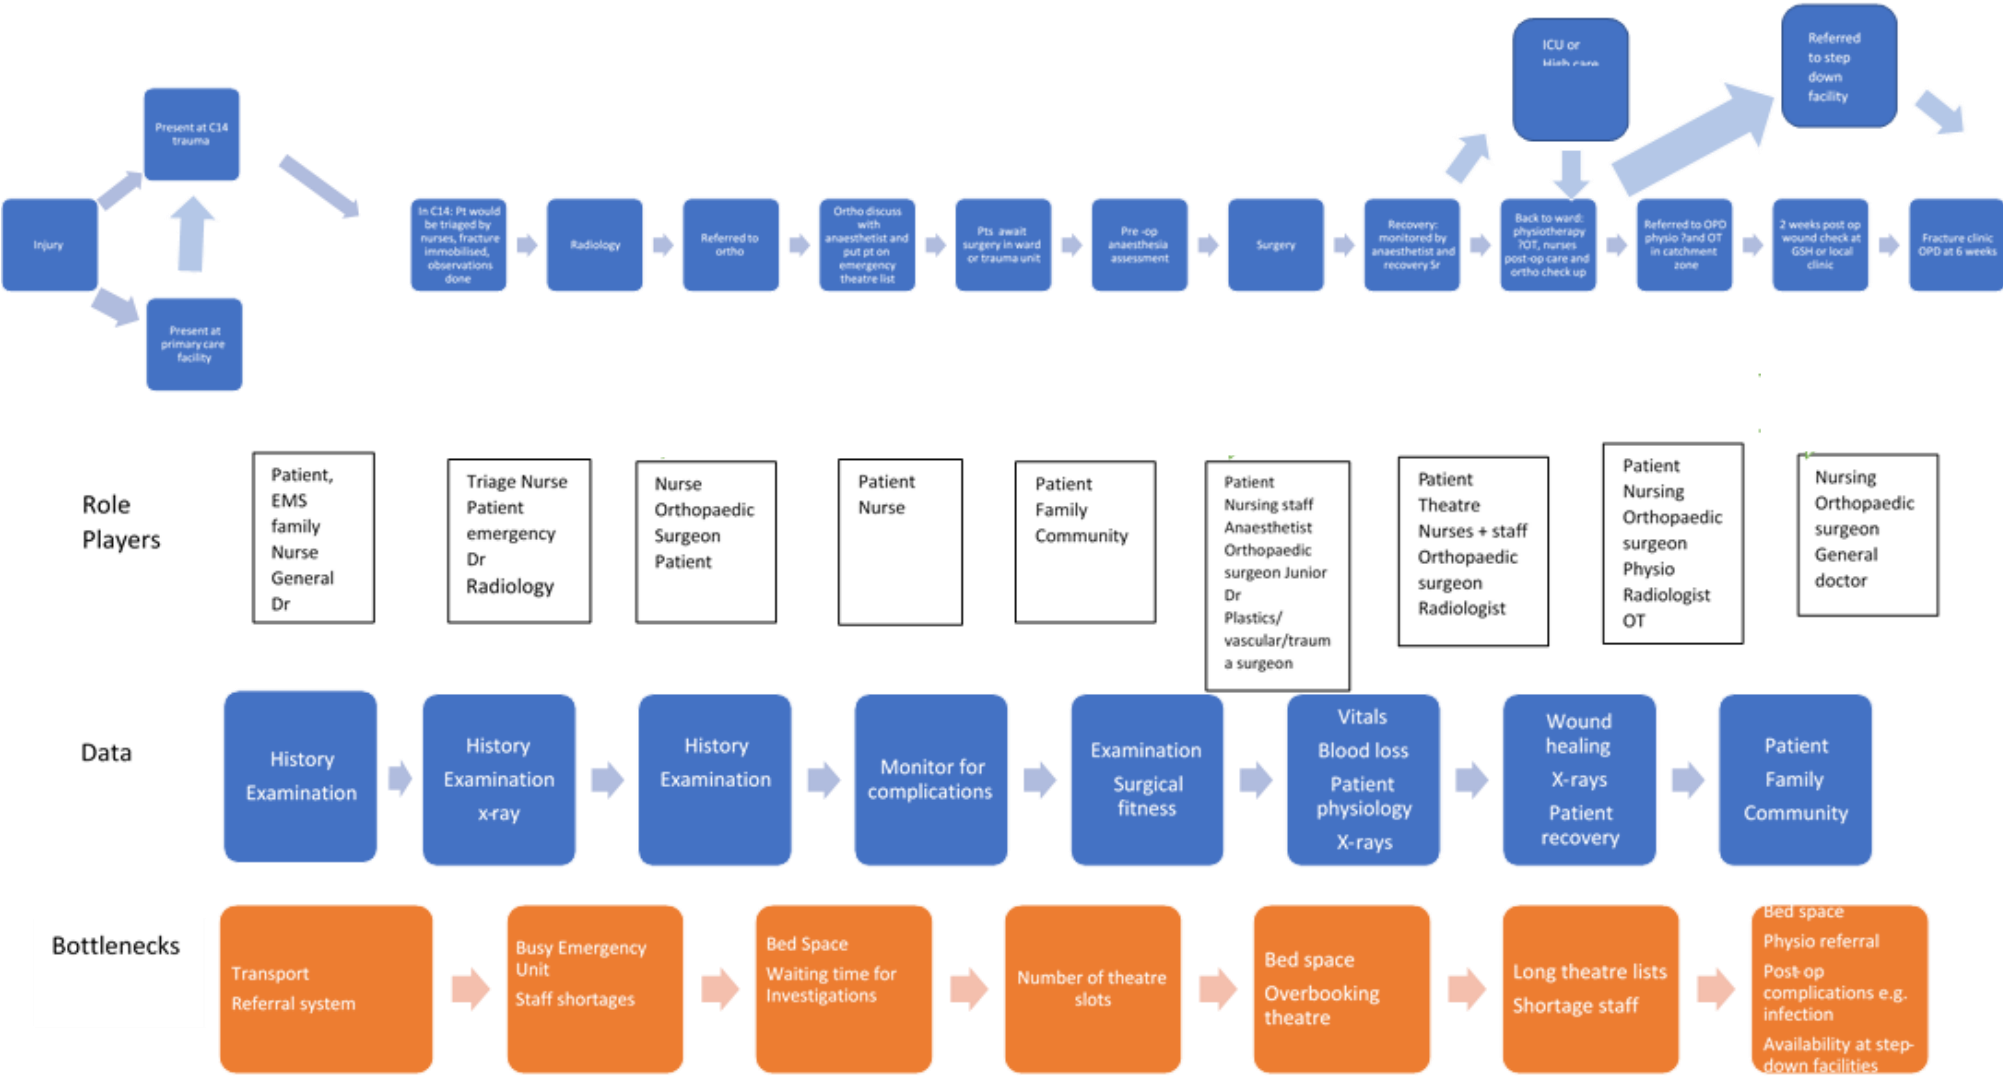 ICU or
High care
Referred
to step
down
facility
Present at C14
trauma
Injury
Present at
primary care
facility
In C14: Pt would
be triaged by
nurses, fracture
immobilised,
observations
done
Radiology
Referred to
ortho
Ortho discuss
with
anaesthetist and
put pt on
emergency
theatre list
Pts await
surgery in ward
or trauma unit
Pre -op
anaesthesia
assessment
Surgery
Recovery:
monitored by
anaesthetist and
recovery Sr
Back to ward:
physiotherapy
?OT, nurses
post-op care and
ortho check up
Referred to OPD
physio ?and OT
in catchment
zone
2 weeks post op
wound check at
GSH or local
clinic
Fracture clinic
OPD at 6 weeks
Role
Players
Patient,
EMS
family
Nurse
General
Dr
Triage Nurse
Patient
emergency
Dr
Radiology
Nurse
Orthopaedic
Surgeon
Patient
Patient
Nurse
Patient
Family
Community
Patient
Nursing staff
Anaesthetist
Orthopaedic
surgeon Junior
Dr
Plastics/
vascular/traum
a surgeon
Patient
Theatre
Nurses + staff
Orthopaedic
surgeon
Radiologist
Patient
Nursing
Orthopaedic
surgeon
Physio
Radiologist
OT
Nursing
Orthopaedic
surgeon
General
doctor
Data
History
Examination
History
Examination
x-ray
History
Examination
Monitor for
complications
Examination
Surgical
fitness
Vitals
Blood loss
Patient
physiology
X-rays
Wound
healing
X-rays
Patient
recovery
Patient
Family
Community
Bottlenecks
Transport
Referral system
Busy Emergency
Unit
Staff shortages
Bed Space
Waiting time for
Investigations
Number of theatre
slots
Bed space
Overbooking
theatre
Long theatre lists
Shortage staff
Bed space
Physio referral
Post-op
complications e.g.
infection
Availability at step-
down facilities